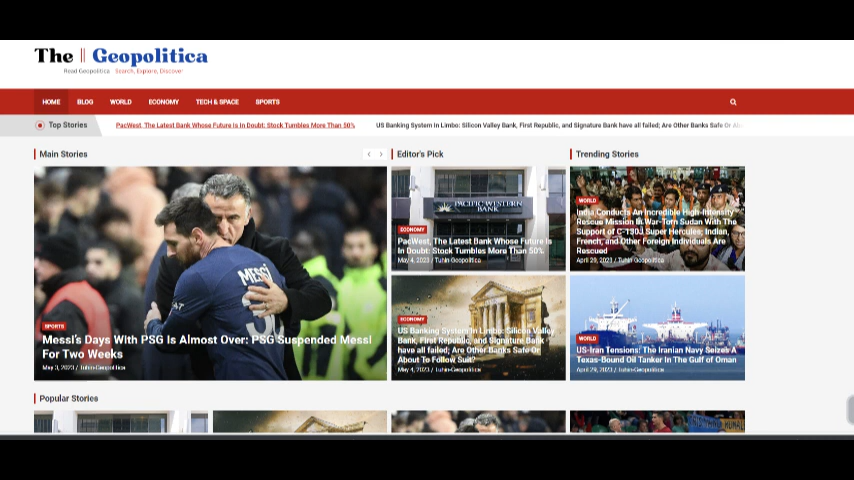 The || Geopolitica
Read Geopolitica Search, Explore, Discover
HOME BLOG WORLD ECONOMY TECH & SPACE SPORTS
Top Stories
PacWest, The Latest Bank Whose Future Is In Doubt: Stock Tumbles More Than 50%
US Banking System In Limbo: Silicon Valley Bank, First Republic, and Signature Bank have all failed; Are Other Banks Safe Or
Main Stories
MESSI
SPORTS
Messi's Days With PSG Is Almost Over: PSG Suspended Messi
For Two Weeks
May 3, 2023 / Tuhin-Geopolitica
Editor's Pick
PACIFIC WESTERN
BANK
ECONOMY
PacWest, The Latest Bank Whose Future Is
In Doubt: Stock Tumbles More Than 50%
May 4, 2023 / Tuhin-Geopolitica
ECONOMY
US Banking System In Limbo: Silicon Valley
Bank, First Republic, and Signature Bank
have all failed; Are Other Banks Safe Or
About To Follow Suit?
May 4, 2023 / Tuhin-Geopolitica
Trending Stories
WORLD
India Conducts An Incredible High-Intensity
Rescue Mission In War-Torn Sudan With The
Support of C-130J Super Hercules; Indian,
French, and Other Foreign Individuals Are
Rescued
April 29, 2023 / Tuhin-Geopolitica
WORLD
US-Iran Tensions: The Iranian Navy Seizes A
Texas-Bound Oil Tanker In The Gulf of Oman
April 29, 2023 / Tuhin-Geopolitica
Popular Stories